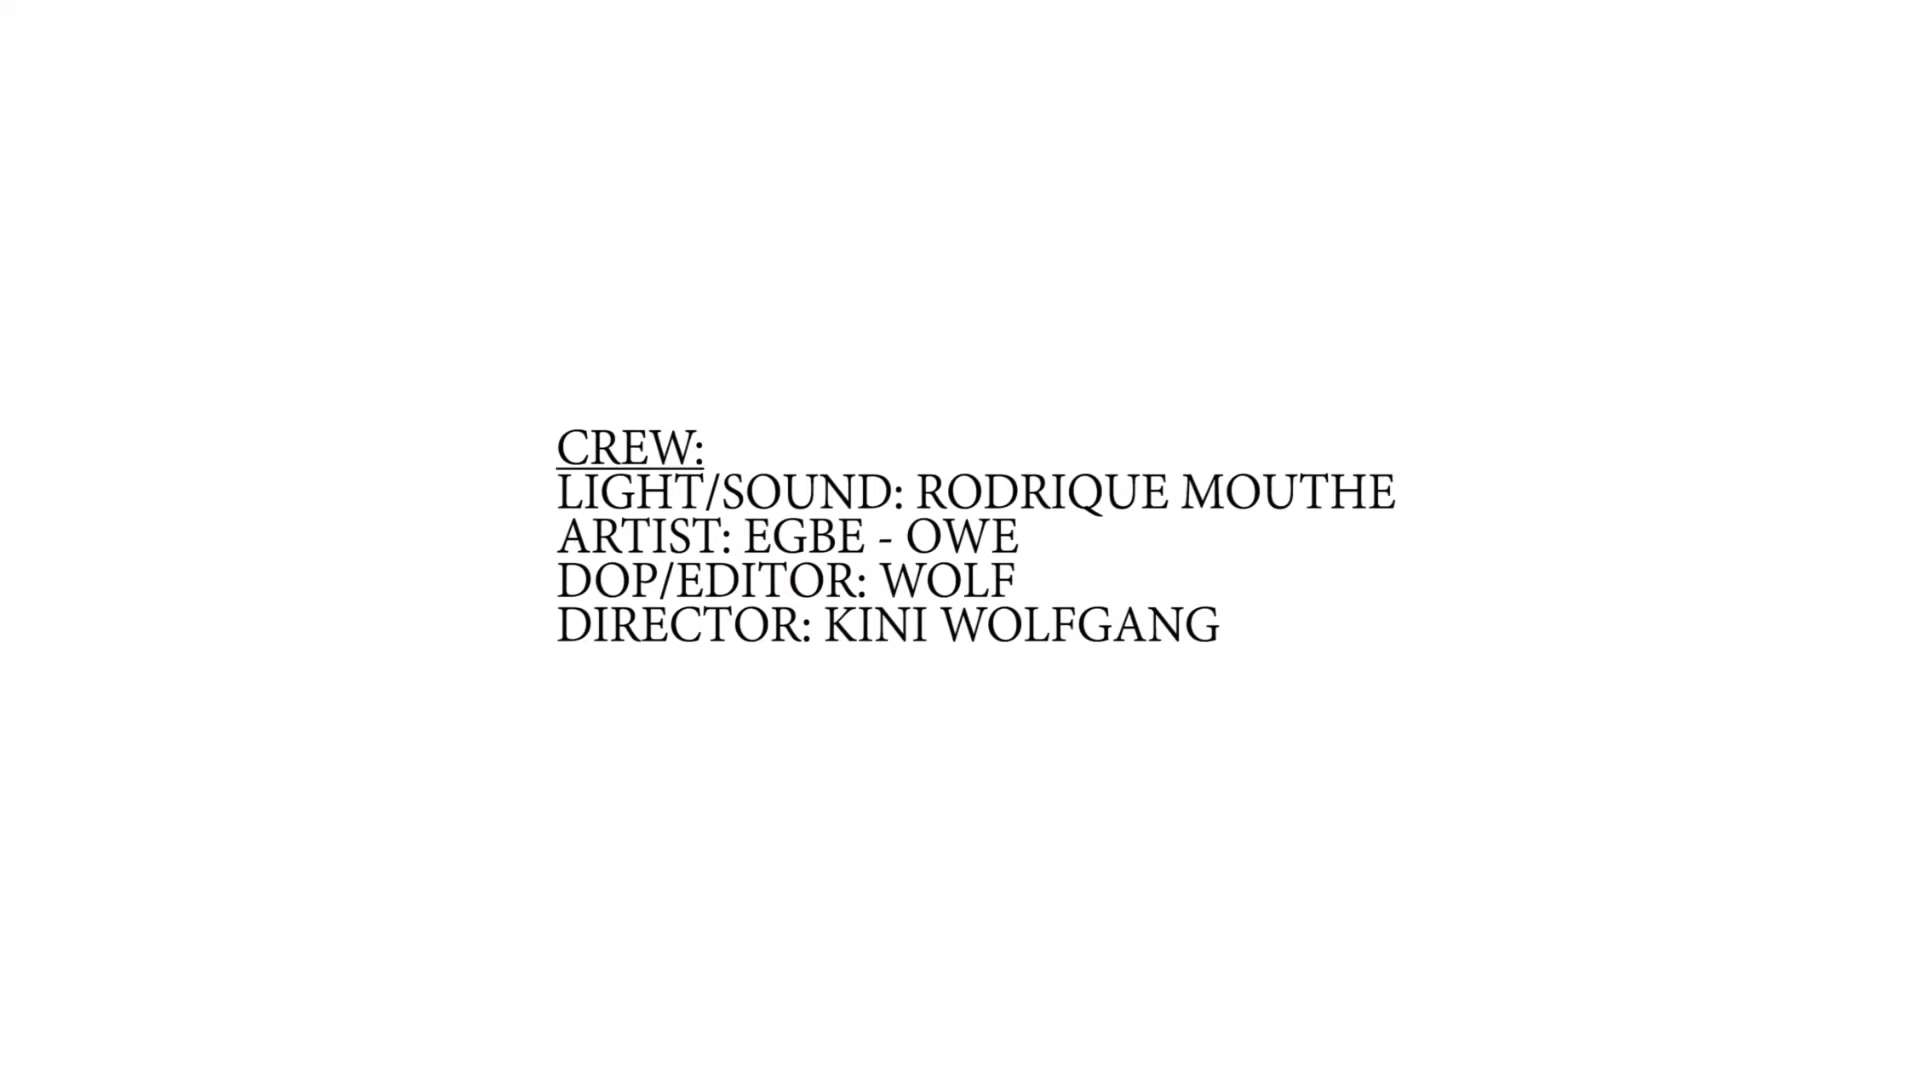 CREW:
LIGHT/SOUND: RODRIQUE MOUTHE
ARTIST: EGBE - OWE
DOP/EDITOR: WOLF
DIRECTOR: KINI WOLFGANG